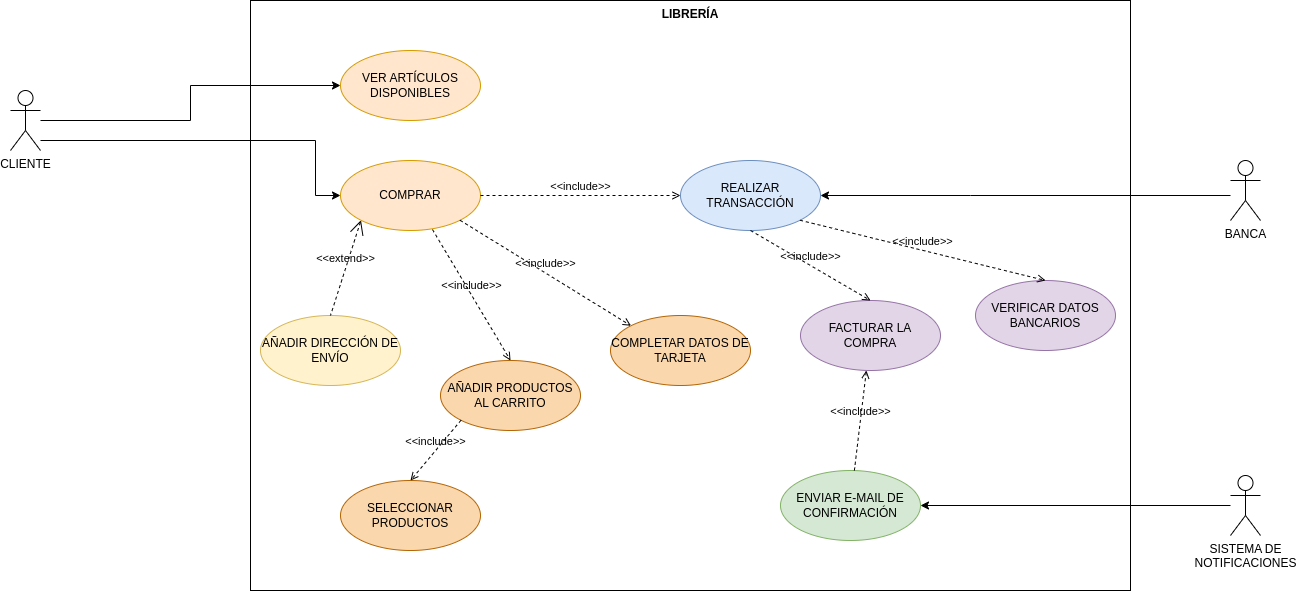 LIBRERÍA
VER ARTÍCULOS
DISPONIBLES
CLIENTE
COMPRAR
<<include>>
REALIZAR
TRANSACCIÓN
BANCA
<<extend>>
<<include>>
<<include>>
<<include>>
<<include>>
AÑADIR DIRECCIÓN DE
ENVÍO
AÑADIR PRODUCTOS
AL CARRITO
COMPLETAR DATOS DE
TARJETA
FACTURAR LA
COMPRA
VERIFICAR DATOS
BANCARIOS
<<include>>
<<include>>
SELECCIONAR
PRODUCTOS
ENVIAR E-MAIL DE
CONFIRMACIÓN
SISTEMA DE
NOTIFICACIONES